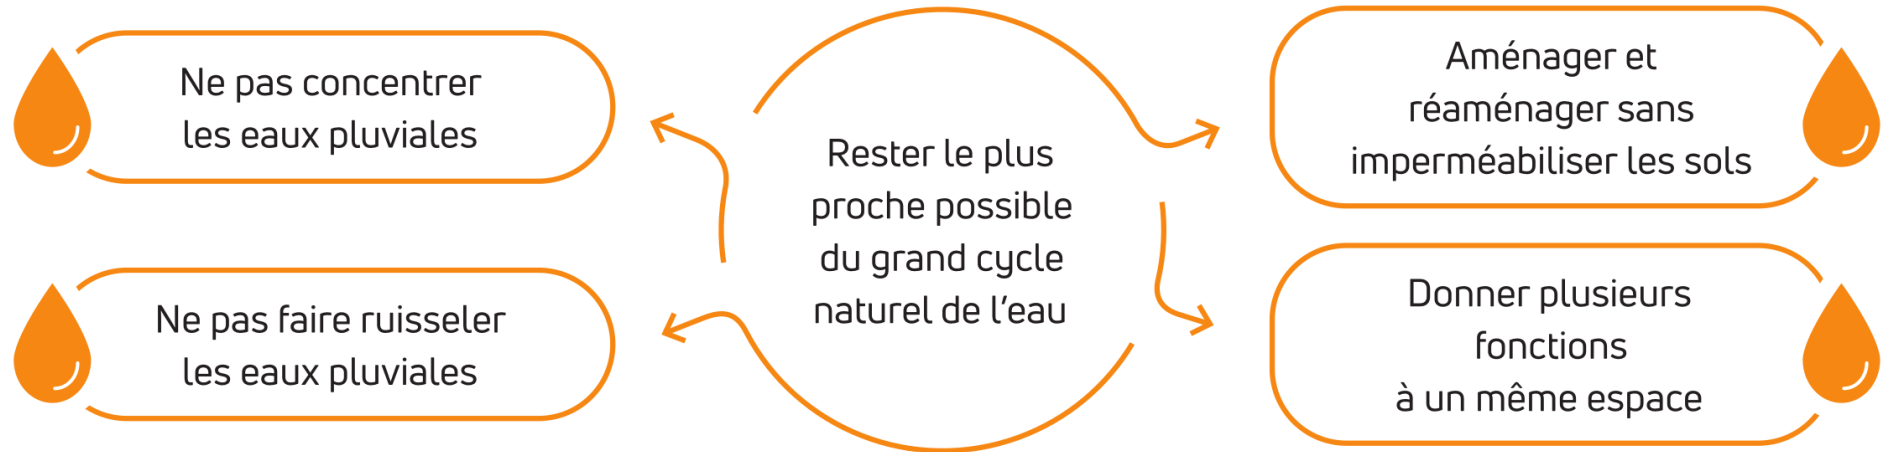 Ne pas concentrer
les eaux pluviales
Ne pas faire ruisseler
les eaux pluviales
Rester le plus
proche possible
du grand cycle
naturel de l’eau
Aménager et
réaménager sans
imperméabiliser les sols
Donner plusieurs
fonctions
à un même espace